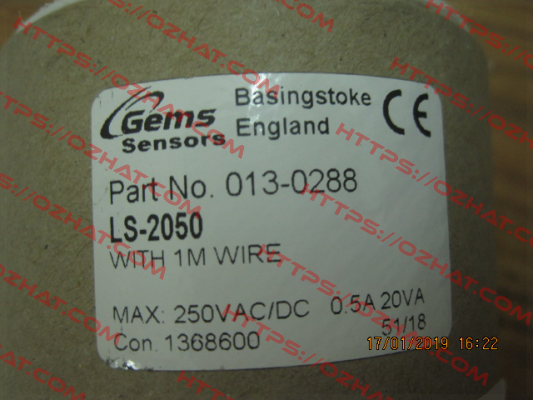 Gems
Sensors
Basingstoke
England
CE
Part No. 013-0288
LS-2050
WITH 1M WIRE
MAX: 250VAC/DC 0.5A 20VA
51/18
Con. 1368600
17/01/2019 16:22
HTTPS://OZHAT.COM